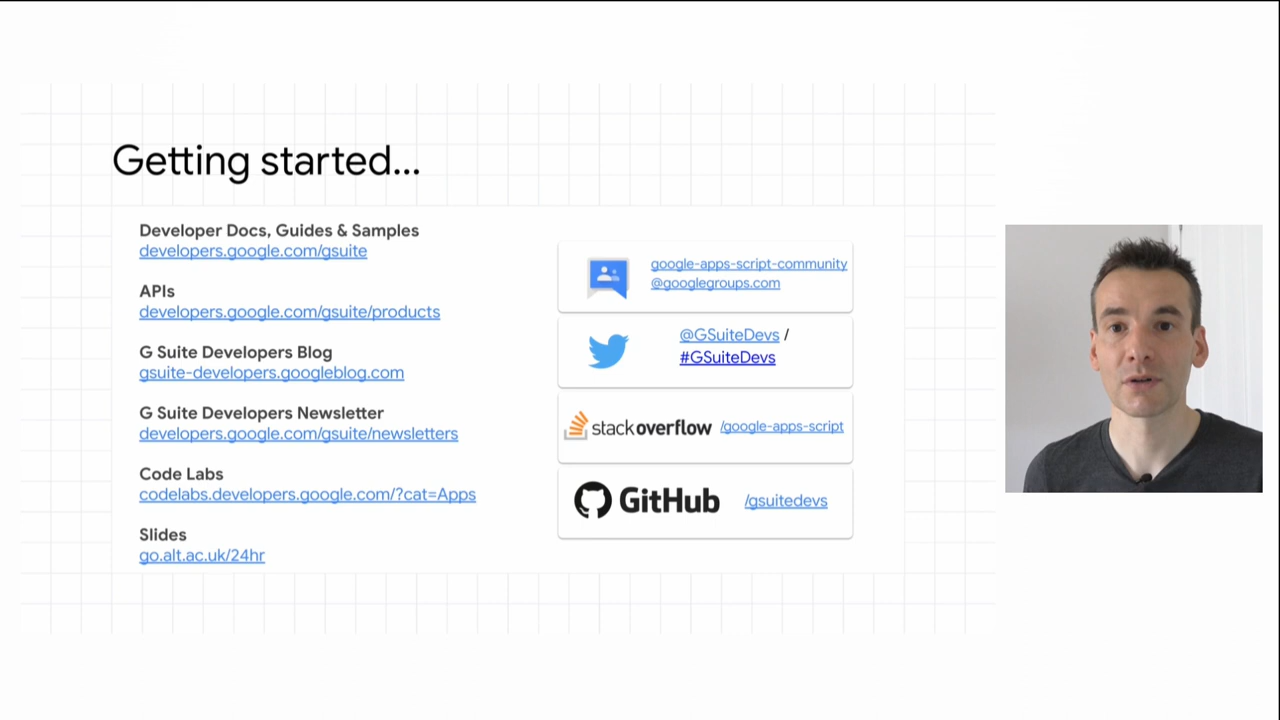 Getting started...
Developer Docs, Guides & Samples
developers.google.com/gsuite
APIs
developers.google.com/gsuite/products
G Suite Developers Blog
gsuite-developers.googleblog.com
G Suite Developers Newsletter
developers.google.com/gsuite/newsletters
Code Labs
codelabs.developers.google.com/?cat=Apps
Slides
go.alt.ac.uk/24hr
google-apps-script-community
@googlegroups.com
@GSuiteDevs /
#GSuiteDevs
stackoverflow /google-apps-script
GitHub /gsuitedevs